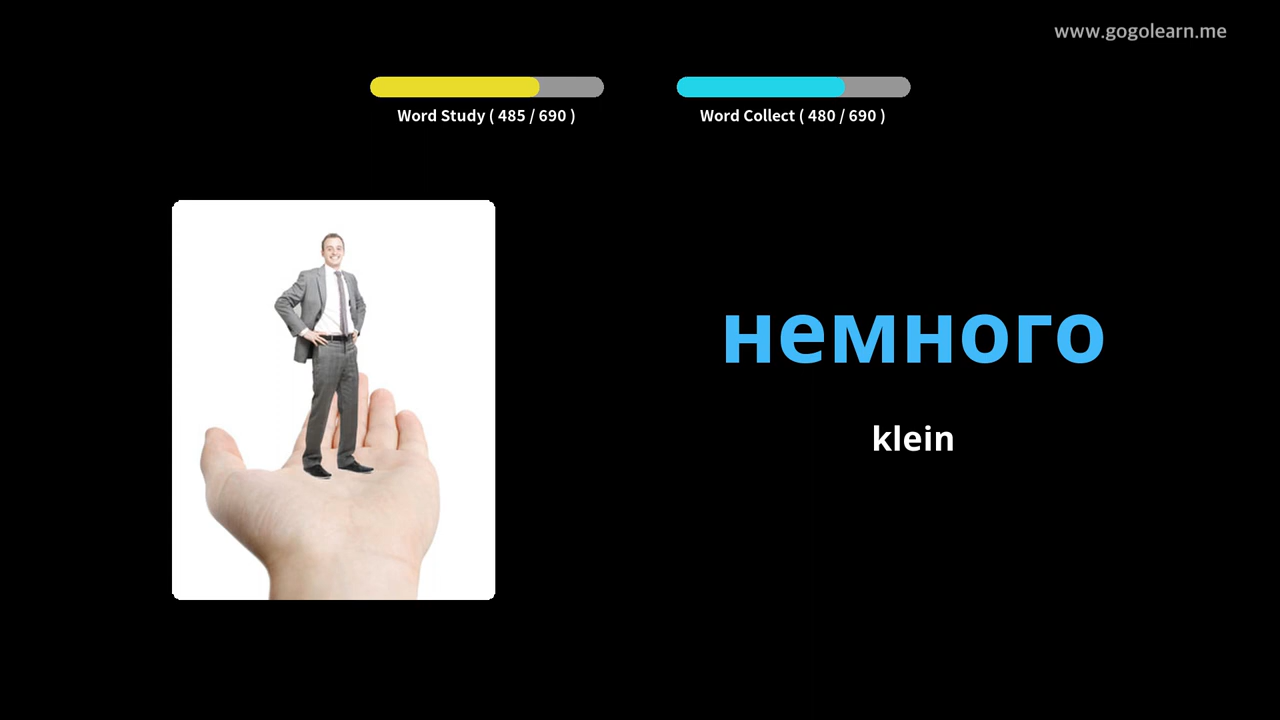 www.gogolearn.me
Word Study ( 485 / 690 )
Word Collect ( 480 / 690 )
немного
klein